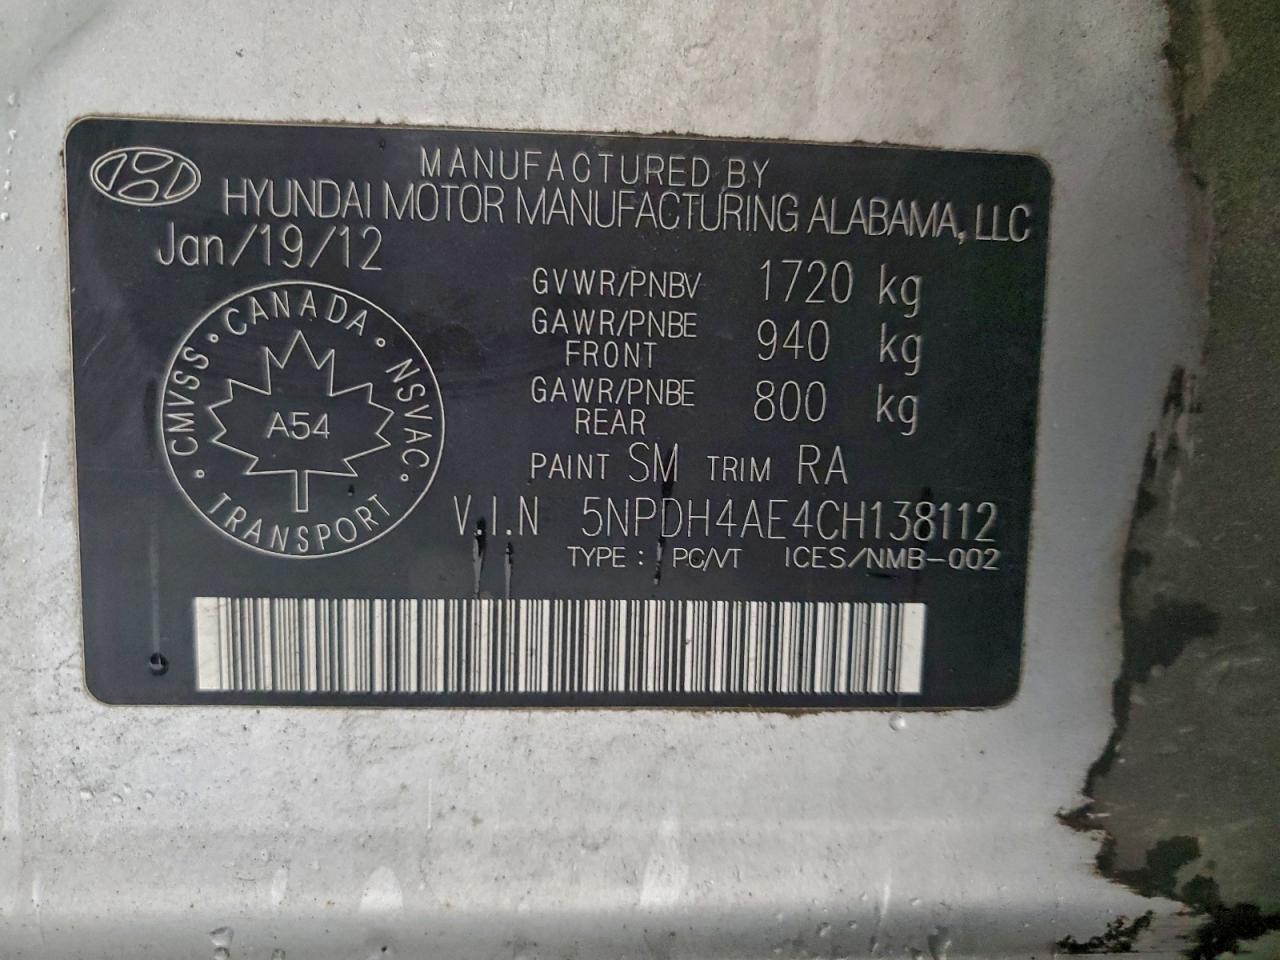 MANUFACTURED BY
HYUNDAI MOTOR MANUFACTURING ALABAMA, LLC
Jan/19/12
GVWR/PNBV 1720 kg
GAWR/PNBE FRONT 940 kg
GAWR/PNBE REAR 800 kg
CANADA · NSVAC · TRANSPORT · CMVSS ·
A54
PAINT SM TRIM RA
V.I.N 5NPDH4AE4CH138112
TYPE : PC/VT ICES/NMB-002